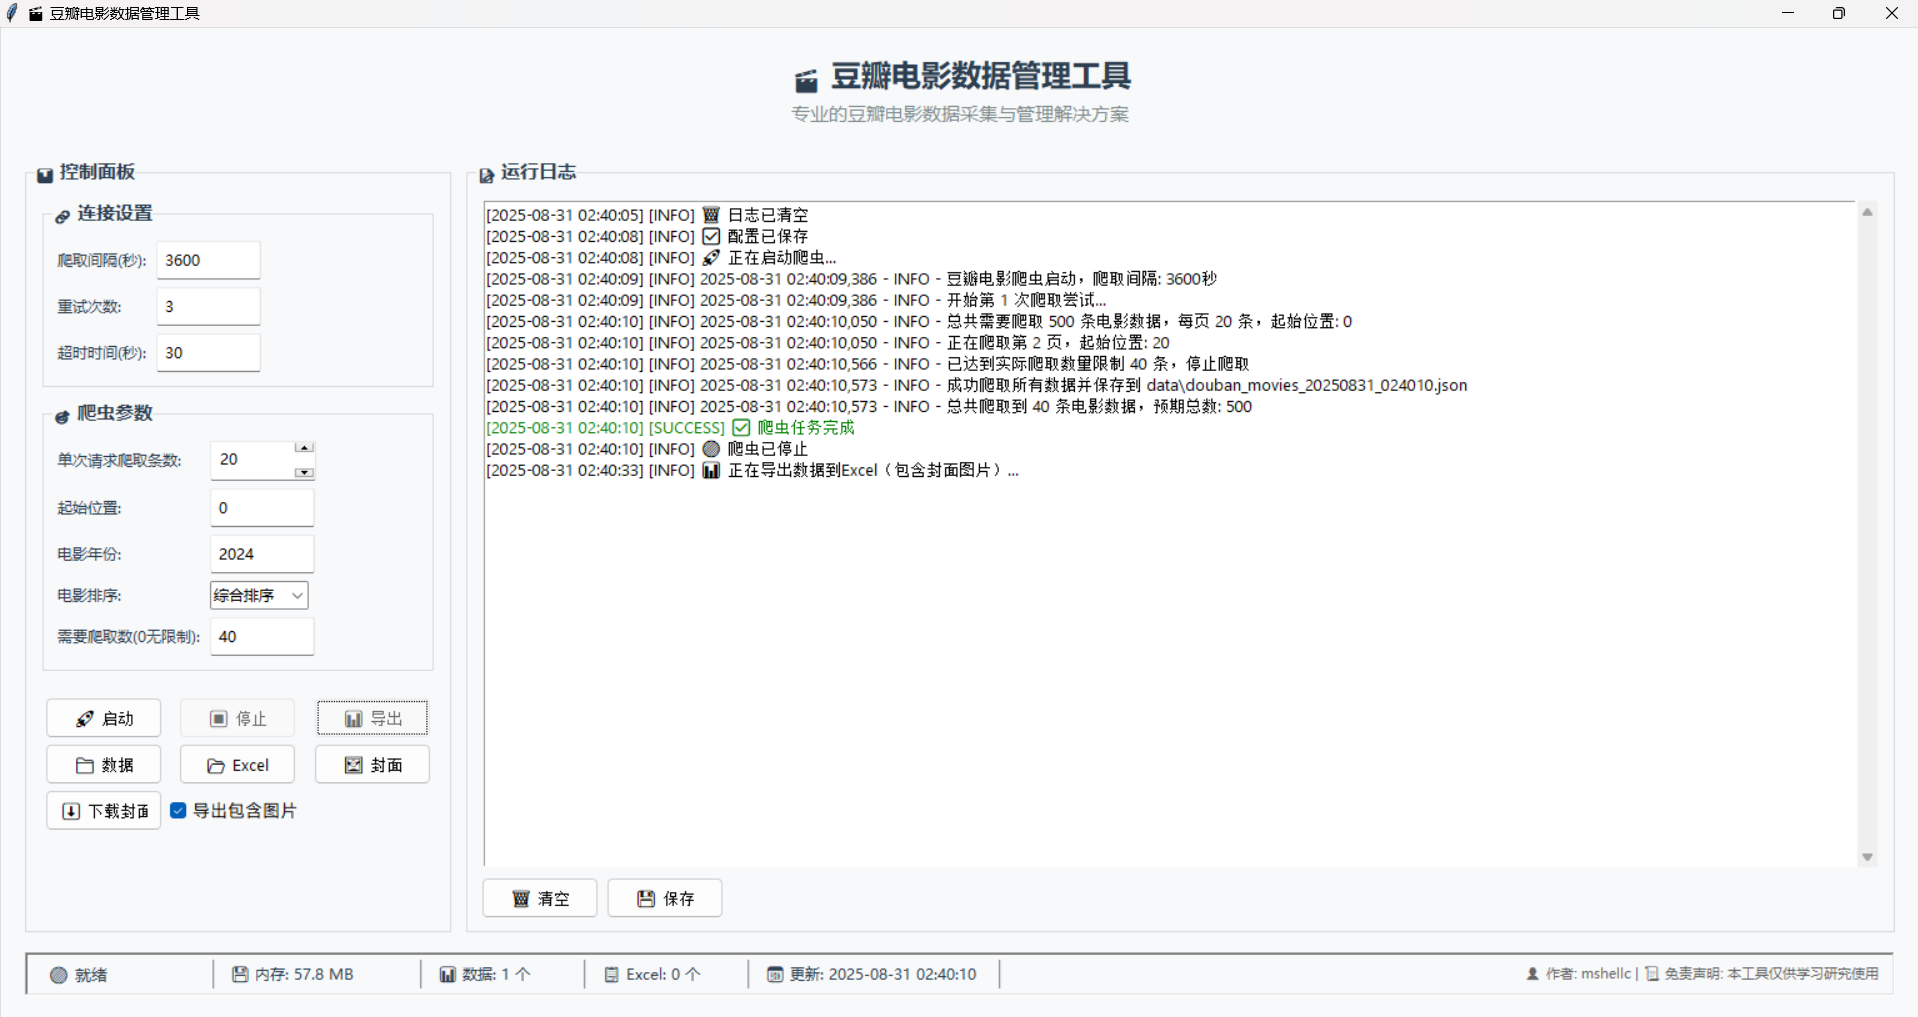 豆瓣电影数据管理工具
豆瓣电影数据管理工具
专业的豆瓣电影数据采集与管理解决方案
控制面板
连接设置
爬取间隔(秒): 3600
重试次数: 3
超时时间(秒): 30
爬虫参数
单次请求爬取条数: 20
起始位置: 0
电影年份: 2024
电影排序: 综合排序
需要爬取数(0无限制): 40
启动 停止 导出
数据 Excel 封面
下载封面 导出包含图片
运行日志
[2025-08-31 02:40:05] [INFO] 日志已清空
[2025-08-31 02:40:08] [INFO] 配置已保存
[2025-08-31 02:40:08] [INFO] 正在启动爬虫...
[2025-08-31 02:40:09] [INFO] 2025-08-31 02:40:09,386 - INFO - 豆瓣电影爬虫启动，爬取间隔: 3600秒
[2025-08-31 02:40:09] [INFO] 2025-08-31 02:40:09,386 - INFO - 开始第 1 次爬取尝试...
[2025-08-31 02:40:10] [INFO] 2025-08-31 02:40:10,050 - INFO - 总共需要爬取 500 条电影数据，每页 20 条，起始位置: 0
[2025-08-31 02:40:10] [INFO] 2025-08-31 02:40:10,050 - INFO - 正在爬取第 2 页，起始位置: 20
[2025-08-31 02:40:10] [INFO] 2025-08-31 02:40:10,566 - INFO - 已达到实际爬取数量限制 40 条，停止爬取
[2025-08-31 02:40:10] [INFO] 2025-08-31 02:40:10,573 - INFO - 成功爬取所有数据并保存到 data\douban_movies_20250831_024010.json
[2025-08-31 02:40:10] [INFO] 2025-08-31 02:40:10,573 - INFO - 总共爬取到 40 条电影数据，预期总数: 500
[2025-08-31 02:40:10] [SUCCESS] 爬虫任务完成
[2025-08-31 02:40:10] [INFO] 爬虫已停止
[2025-08-31 02:40:33] [INFO] 正在导出数据到Excel（包含封面图片）...
清空 保存
就绪 内存: 57.8 MB 数据: 1 个 Excel: 0 个 更新: 2025-08-31 02:40:10 作者: mshellc | 免责声明: 本工具仅供学习研究使用